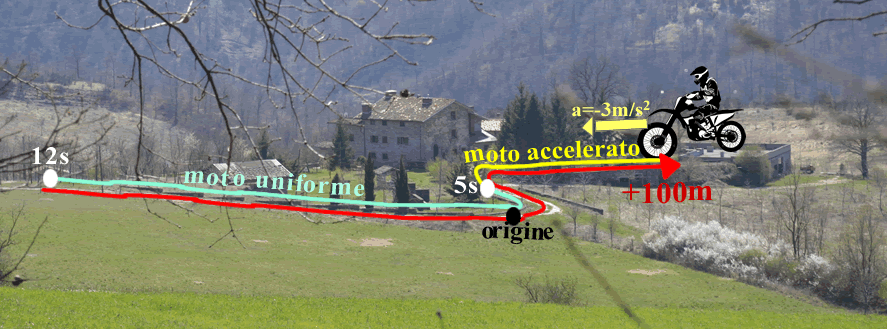 a=-3m/s²
12s
moto uniforme
5s
moto accelerato
+100m
origine